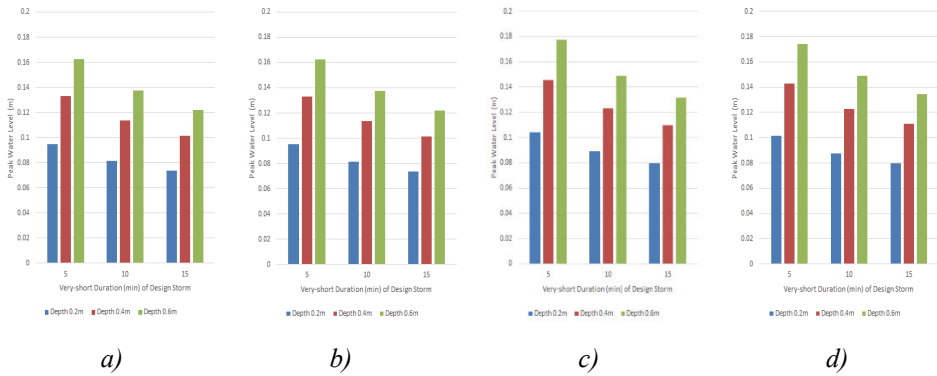 0.2
0.18
0.16
0.14
0.12
0.1
0.08
0.06
0.04
0.02
0
Peak Water Level (m)
5 10 15
Very-short Duration (min) of Design Storm
Depth 0.2m Depth 0.4m Depth 0.6m
a)
0.2
0.18
0.16
0.14
0.12
0.1
0.08
0.06
0.04
0.02
0
Peak Water Level (m)
5 10 15
Very-short Duration (min) of Design Storm
Depth 0.2m Depth 0.4m Depth 0.6m
b)
0.2
0.18
0.16
0.14
0.12
0.1
0.08
0.06
0.04
0.02
0
Peak Water Level (m)
5 10 15
Very-short Duration (min) of Design Storm
Depth 0.2m Depth 0.4m Depth 0.6m
c)
0.2
0.18
0.16
0.14
0.12
0.1
0.08
0.06
0.04
0.02
0
Peak Water Level (m)
5 10 15
Very-short Duration (min) of Design Storm
Depth 0.2m Depth 0.4m Depth 0.6m
d)